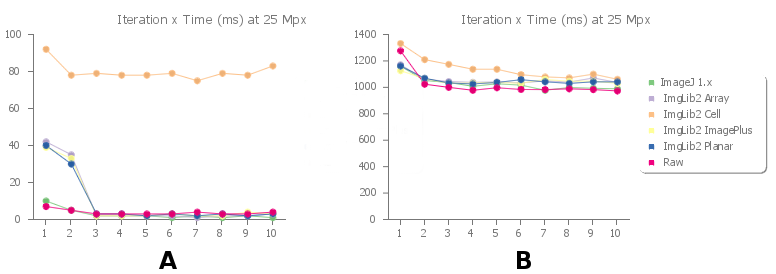 Iteration x Time (ms) at 25 Mpx
100
80
60
40
20
0
1 2 3 4 5 6 7 8 9 10
A
Iteration x Time (ms) at 25 Mpx
1400
1200
1000
800
600
400
200
0
1 2 3 4 5 6 7 8 9 10
B
ImageJ 1.x
ImgLib2 Array
ImgLib2 Cell
ImgLib2 ImagePlus
ImgLib2 Planar
Raw